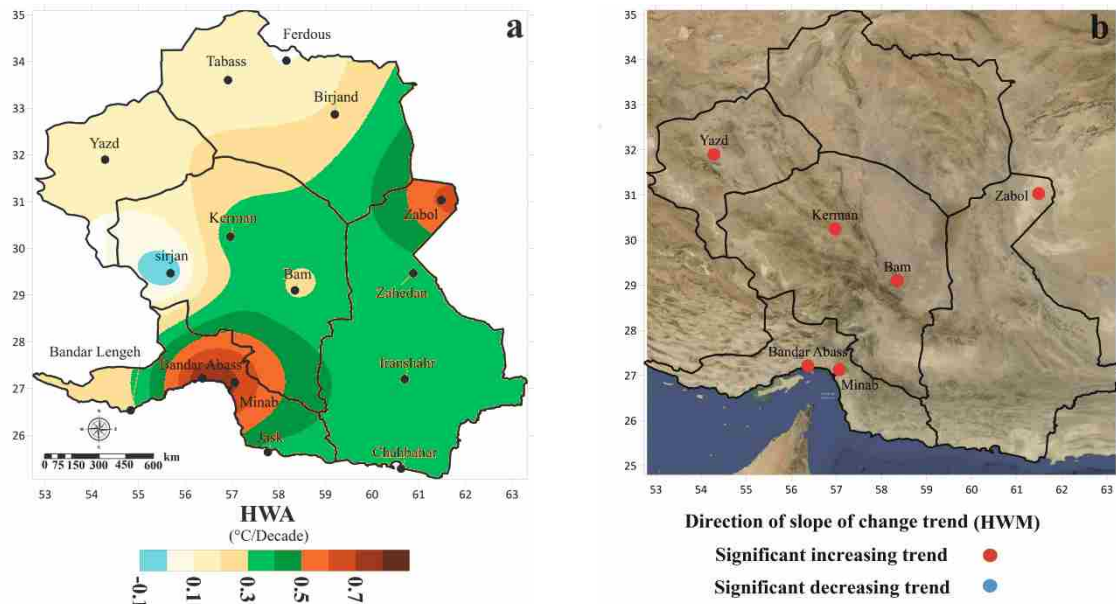 a
35
34
33
32
31
30
29
28
27
26
Ferdous
Tabass
Birjand
Yazd
Zabol
Kerman
sirjan
Bam
Zahedan
Bandar Lengeh
Bandar Abass
Iranshahr
Minab
Jask
Chahbahar
0 75 150 300 450 600 km
53 54 55 56 57 58 59 60 61 62 63
HWA
(°C/Decade)
-0.1 0.1 0.3 0.5 0.7
b
35
34
33
32
31
30
29
28
27
26
25
Yazd
Zabol
Kerman
Bam
Bandar Abass
Minab
53 54 55 56 57 58 59 60 61 62 63
Direction of slope of change trend (HWM)
Significant increasing trend
Significant decreasing trend